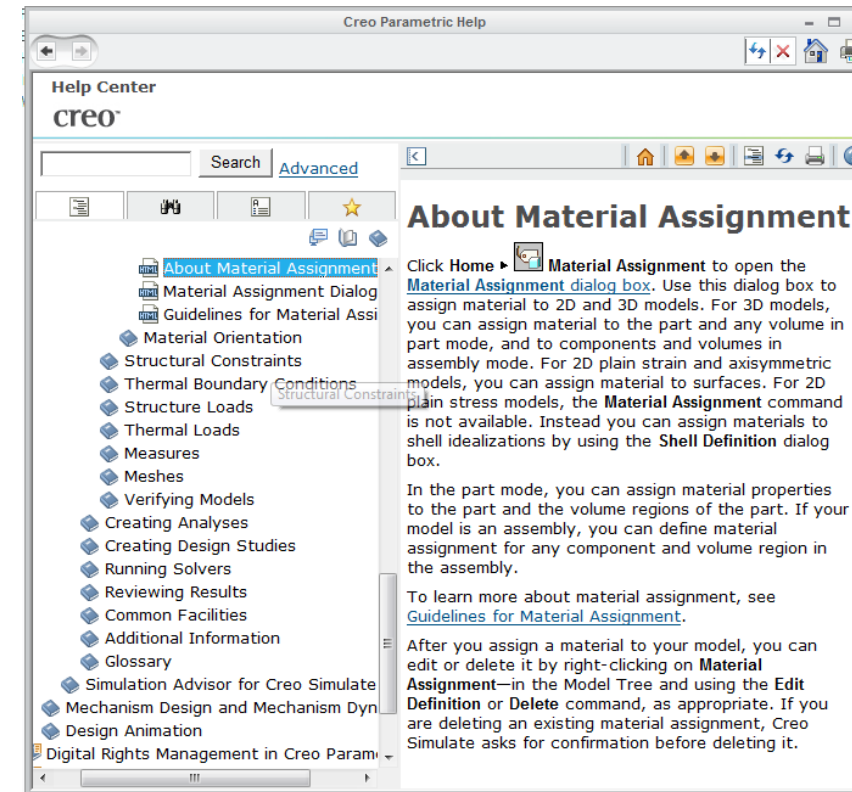 Creo Parametric Help
Help Center
creo
Search Advanced
About Material Assignment
Material Assignment Dialog
Guidelines for Material Assi
Material Orientation
Structural Constraints
Thermal Boundary Conditions
Structural Constraints
Structure Loads
Thermal Loads
Measures
Meshes
Verifying Models
Creating Analyses
Creating Design Studies
Running Solvers
Reviewing Results
Common Facilities
Additional Information
Glossary
Simulation Advisor for Creo Simulate
Mechanism Design and Mechanism Dyn
Design Animation
Digital Rights Management in Creo Param
About Material Assignment
Click Home ▸ Material Assignment to open the
Material Assignment dialog box. Use this dialog box to
assign material to 2D and 3D models. For 3D models,
you can assign material to the part and any volume in
part mode, and to components and volumes in
assembly mode. For 2D plain strain and axisymmetric
models, you can assign material to surfaces. For 2D
plain stress models, the Material Assignment command
is not available. Instead you can assign materials to
shell idealizations by using the Shell Definition dialog
box.
In the part mode, you can assign material properties
to the part and the volume regions of the part. If your
model is an assembly, you can define material
assignment for any component and volume region in
the assembly.
To learn more about material assignment, see
Guidelines for Material Assignment.
After you assign a material to your model, you can
edit or delete it by right-clicking on Material
Assignment—in the Model Tree and using the Edit
Definition or Delete command, as appropriate. If you
are deleting an existing material assignment, Creo
Simulate asks for confirmation before deleting it.